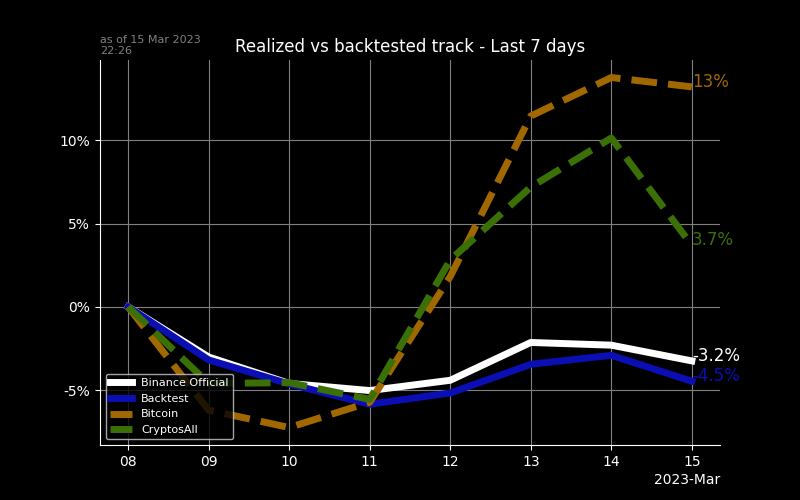 as of 15 Mar 2023
22:26
Realized vs backtested track - Last 7 days
13%
10%
5%
3.7%
0%
-3.2%
-4.5%
-5%
Binance Official
Backtest
Bitcoin
CryptosAll
08 09 10 11 12 13 14 15
2023-Mar